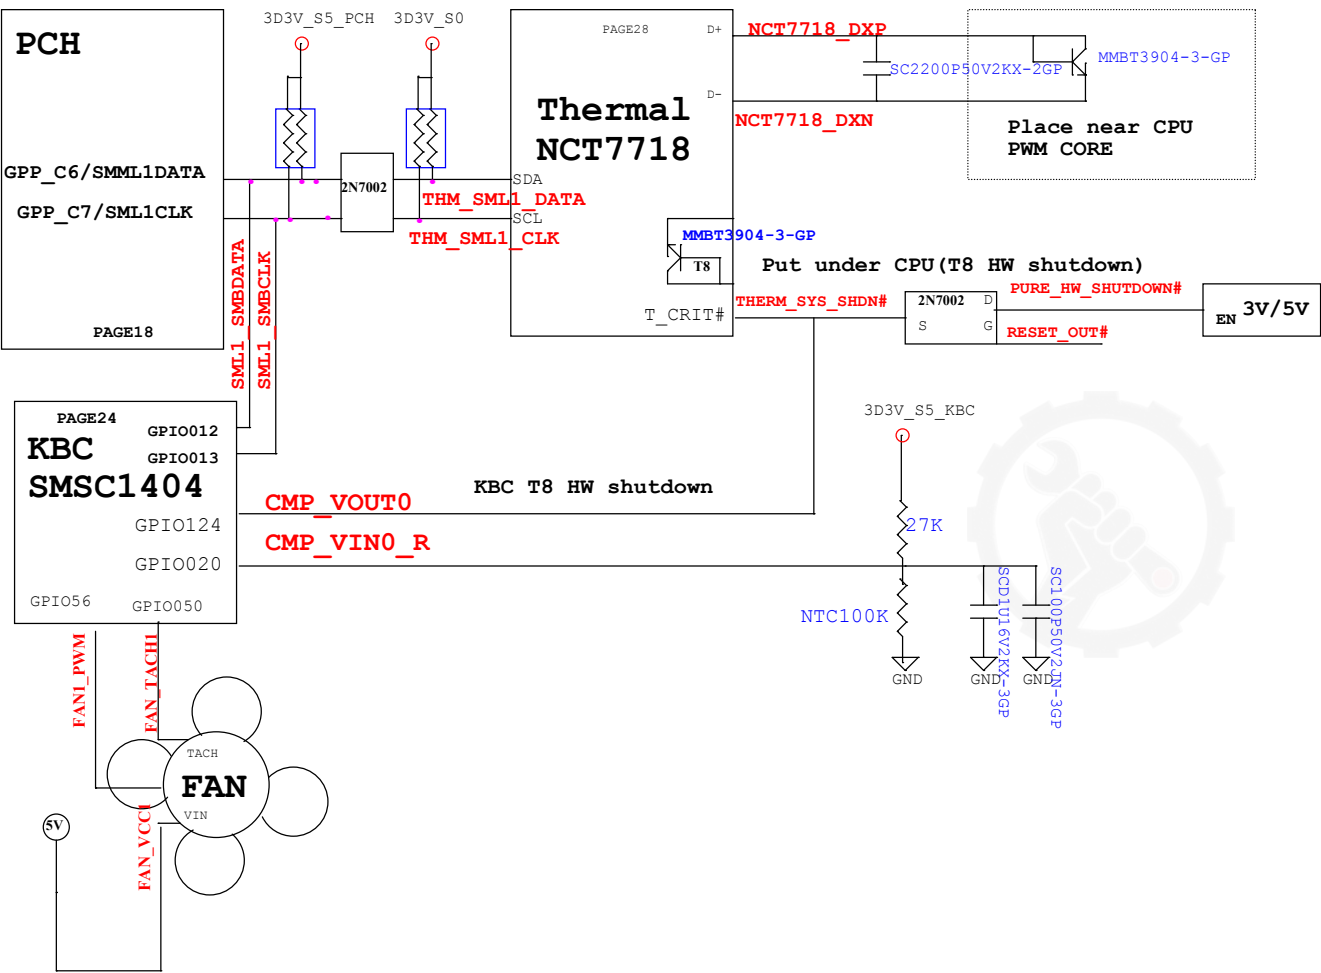 3D3V_S5_PCH
3D3V_S0
PCH
GPP_C6/SMML1DATA
GPP_C7/SML1CLK
PAGE18
2N7002
PAGE28
D+
D-
Thermal
NCT7718
SDA
SCL
THM_SML1_DATA
THM_SML1_CLK
NCT7718_DXP
NCT7718_DXN
SC2200P50V2KX-2GP
MMBT3904-3-GP
Place near CPU
PWM CORE
MMBT3904-3-GP
T8
Put under CPU(T8 HW shutdown)
T_CRIT#
THERM_SYS_SHDN#
2N7002
D
S
G
PURE_HW_SHUTDOWN#
RESET_OUT#
EN 3V/5V
SML1_SMBDATA
SML1_SMBCLK
PAGE24
KBC
SMSC1404
GPIO012
GPIO013
GPIO124
GPIO020
GPIO56
GPIO050
CMP_VOUT0
CMP_VIN0_R
KBC T8 HW shutdown
3D3V_S5_KBC
27K
NTC100K
SCD1U16V2KX-3GP
SC100P50V2JN-3GP
GND
GND
GND
FAN1_PWM
FAN_TACH1
TACH
FAN
VIN
5V
FAN_VCC1